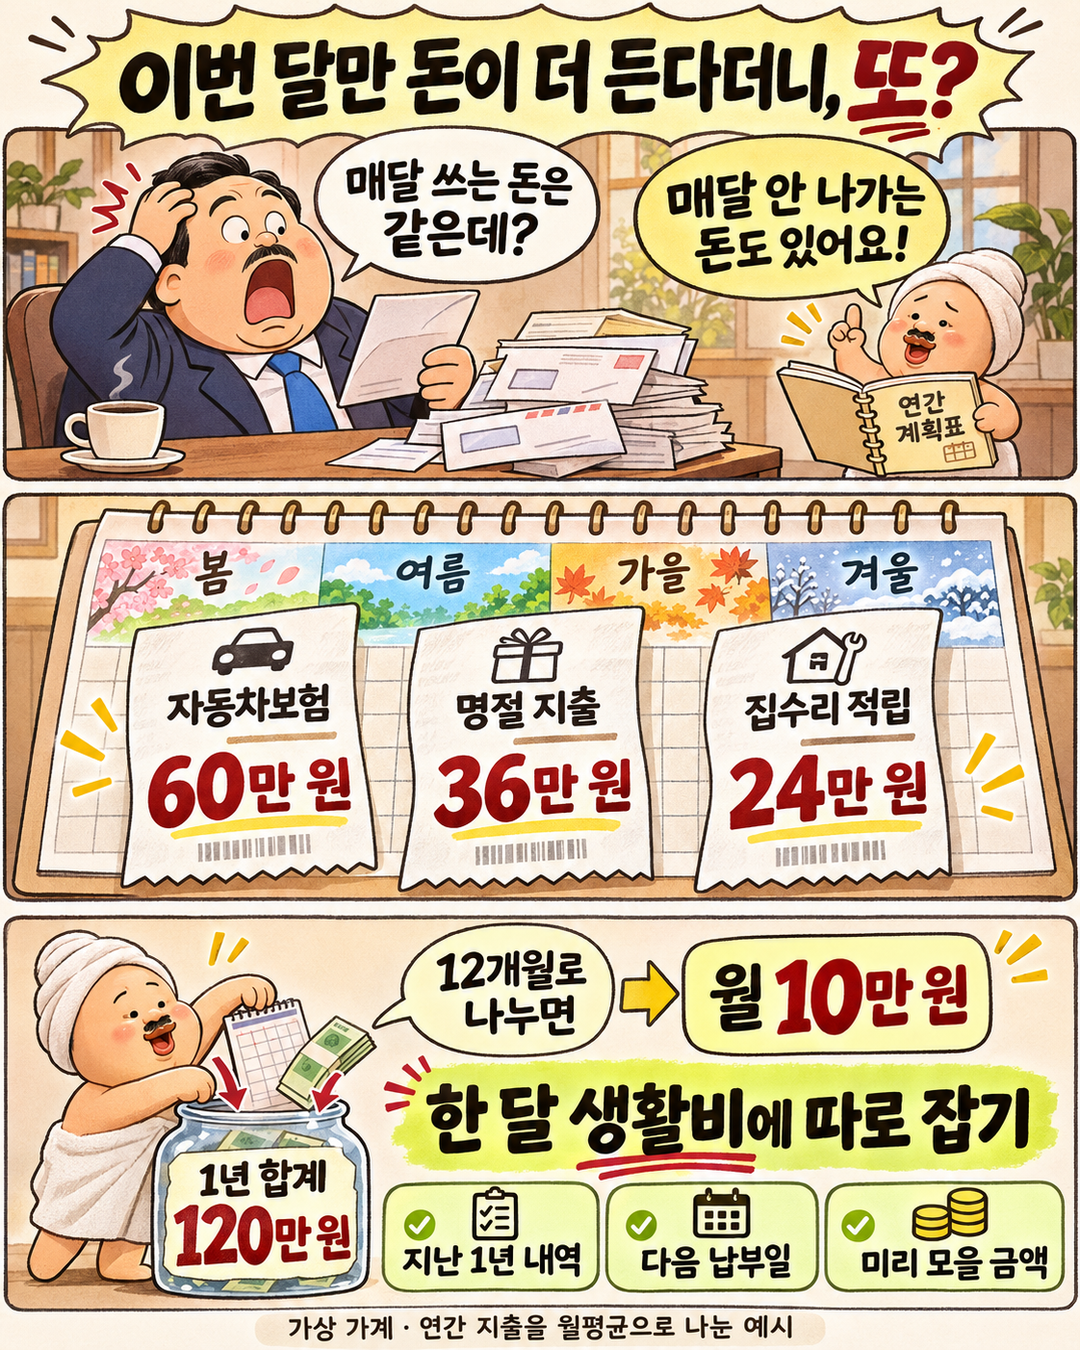 이번 달만 돈이 더 든다더니, 또?
매달 쓰는 돈은
같은데?
매달 안 나가는
돈도 있어요!
연간
계획표
봄
여름
가을
겨울
자동차보험
60만 원
명절 지출
36만 원
집수리 적립
24만 원
12개월로
나누면
월 10만 원
한 달 생활비에 따로 잡기
1년 합계
120만 원
지난 1년 내역
다음 납부일
미리 모을 금액
가상 가계 · 연간 지출을 월평균으로 나눈 예시